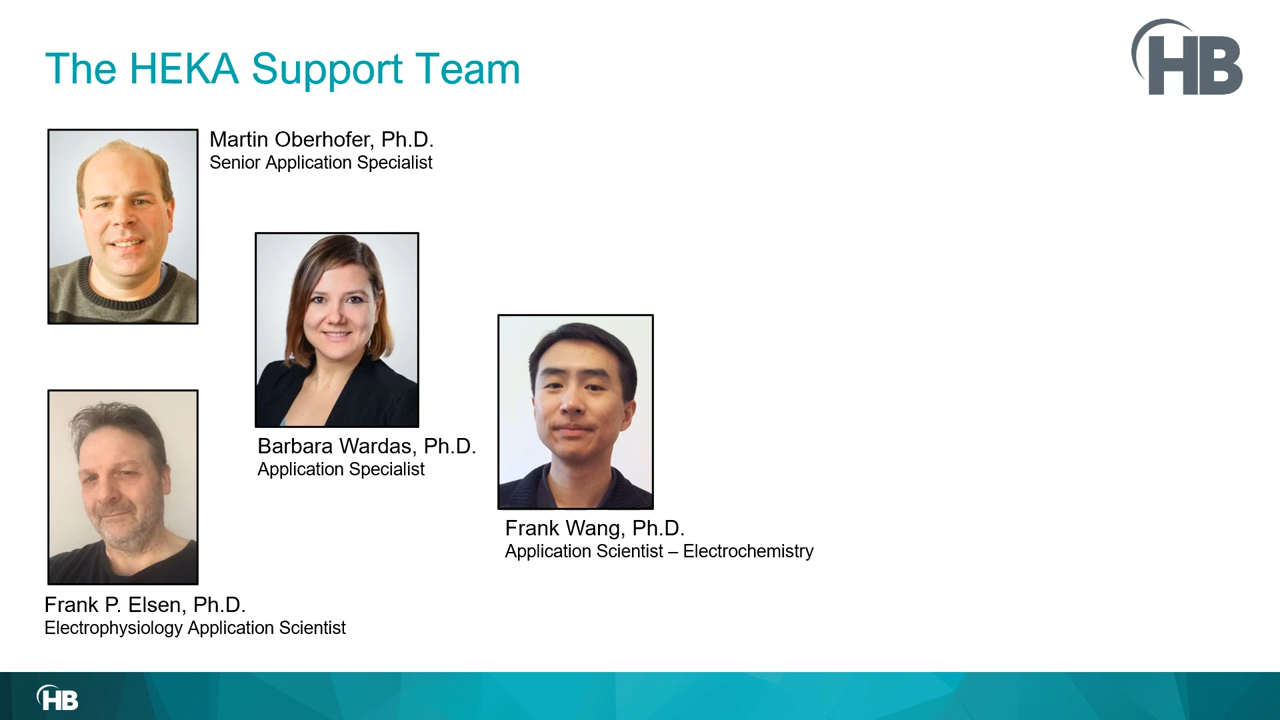 The HEKA Support Team
HB
Martin Oberhofer, Ph.D.
Senior Application Specialist
Barbara Wardas, Ph.D.
Application Specialist
Frank Wang, Ph.D.
Application Scientist – Electrochemistry
Frank P. Elsen, Ph.D.
Electrophysiology Application Scientist
HB